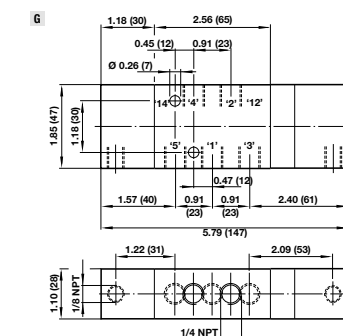 G
1.18 (30) 2.56 (65)
0.45 (12) 0.91 (23)
Ø 0.26 (7)
'14' '4' '2' '12'
1.85 (47)
1.18 (30)
'5' '1' '3'
0.47 (12)
1.57 (40) 0.91 (23) 0.91 (23) 2.40 (61)
5.79 (147)
1.22 (31) 2.09 (53)
1.10 (28)
1/8 NPT
1/4 NPT